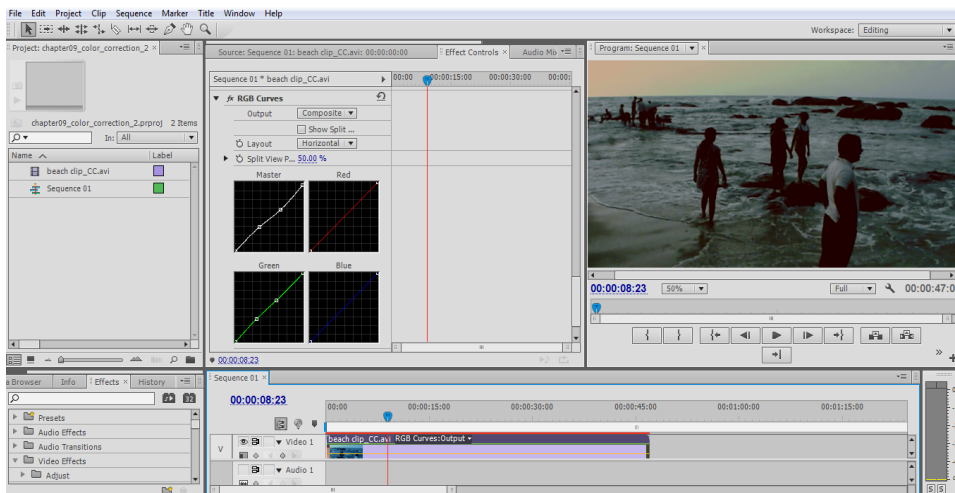 File Edit Project Clip Sequence Marker Title Window Help
Workspace: Editing
Project: chapter09_color_correction_2
chapter09_color_correction_2.prproj 2 Items
In: All
Name Label
beach clip_CC.avi
Sequence 01
Source: Sequence 01: beach clip_CC.avi: 00:00:00:00 Effect Controls Audio Mix
Sequence 01 * beach clip_CC.avi 00:00 00:00:15:00 00:00:30:00 00:00:
fx RGB Curves
Output Composite
Show Split ...
Layout Horizontal
Split View P... 50.00 %
Master Red
Green Blue
00:00:08:23
Program: Sequence 01
00:00:08:23 50% Full 00:00:47:0
a Browser Info Effects History
32
Presets
Audio Effects
Audio Transitions
Video Effects
Adjust
Sequence 01
00:00:08:23
00:00 00:00:15:00 00:00:30:00 00:00:45:00 00:01:00:00 00:01:15:00
V Video 1 beach clip_CC.avi RGB Curves:Output
Audio 1
S S